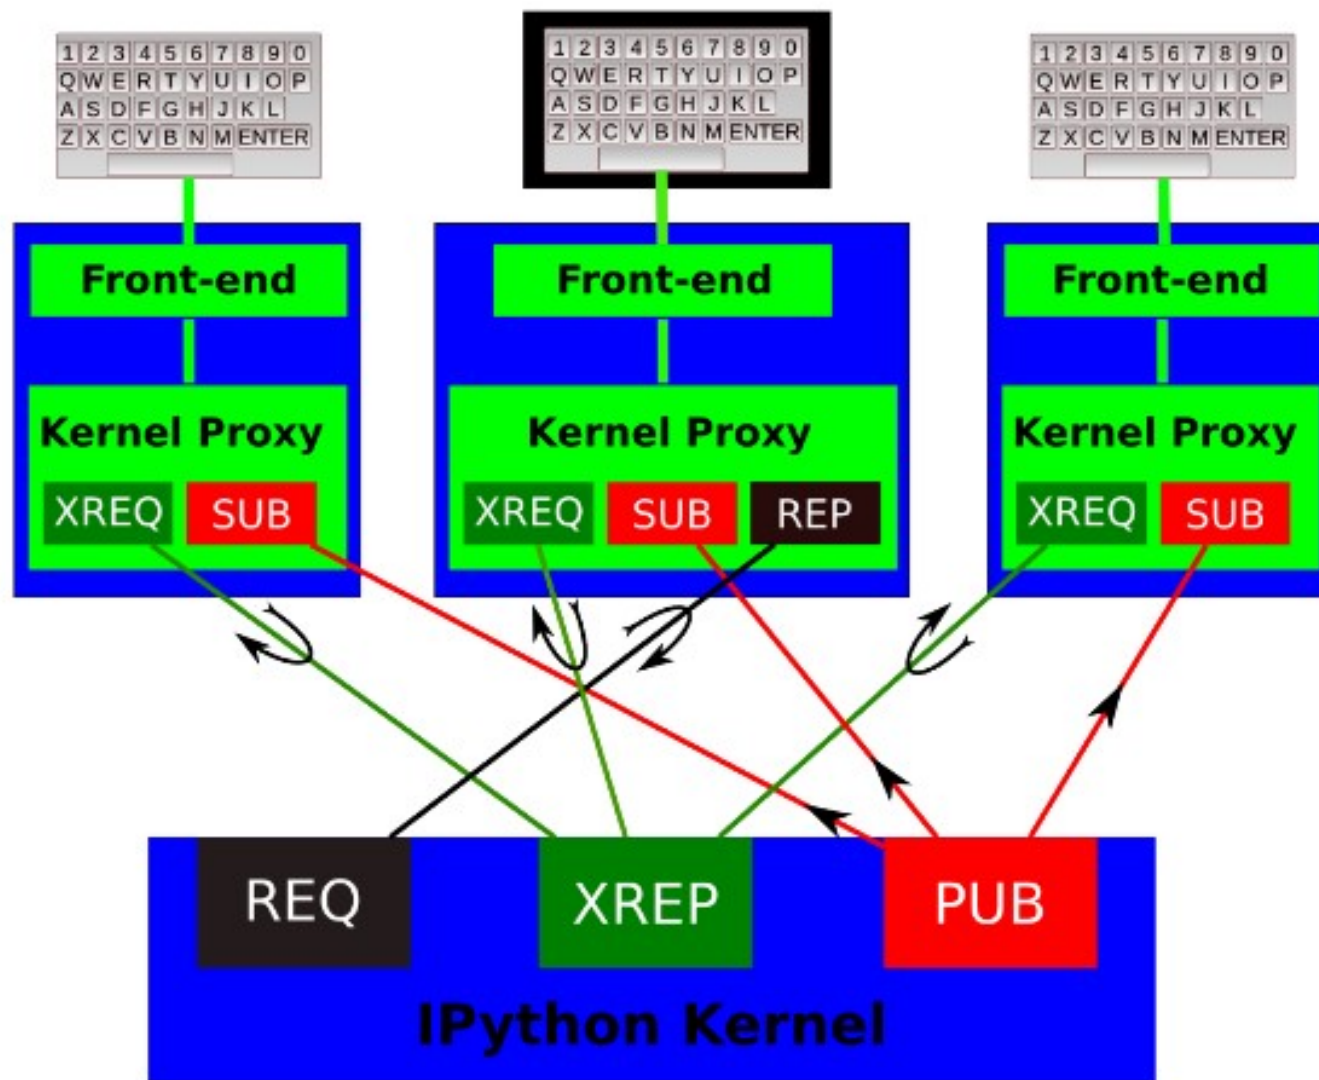 1 2 3 4 5 6 7 8 9 0
Q W E R T Y U I O P
A S D F G H J K L
Z X C V B N M ENTER
1 2 3 4 5 6 7 8 9 0
Q W E R T Y U I O P
A S D F G H J K L
Z X C V B N M ENTER
1 2 3 4 5 6 7 8 9 0
Q W E R T Y U I O P
A S D F G H J K L
Z X C V B N M ENTER
Front-end
Front-end
Front-end
Kernel Proxy
Kernel Proxy
Kernel Proxy
XREQ SUB
XREQ SUB REP
XREQ SUB
REQ XREP PUB
IPython Kernel